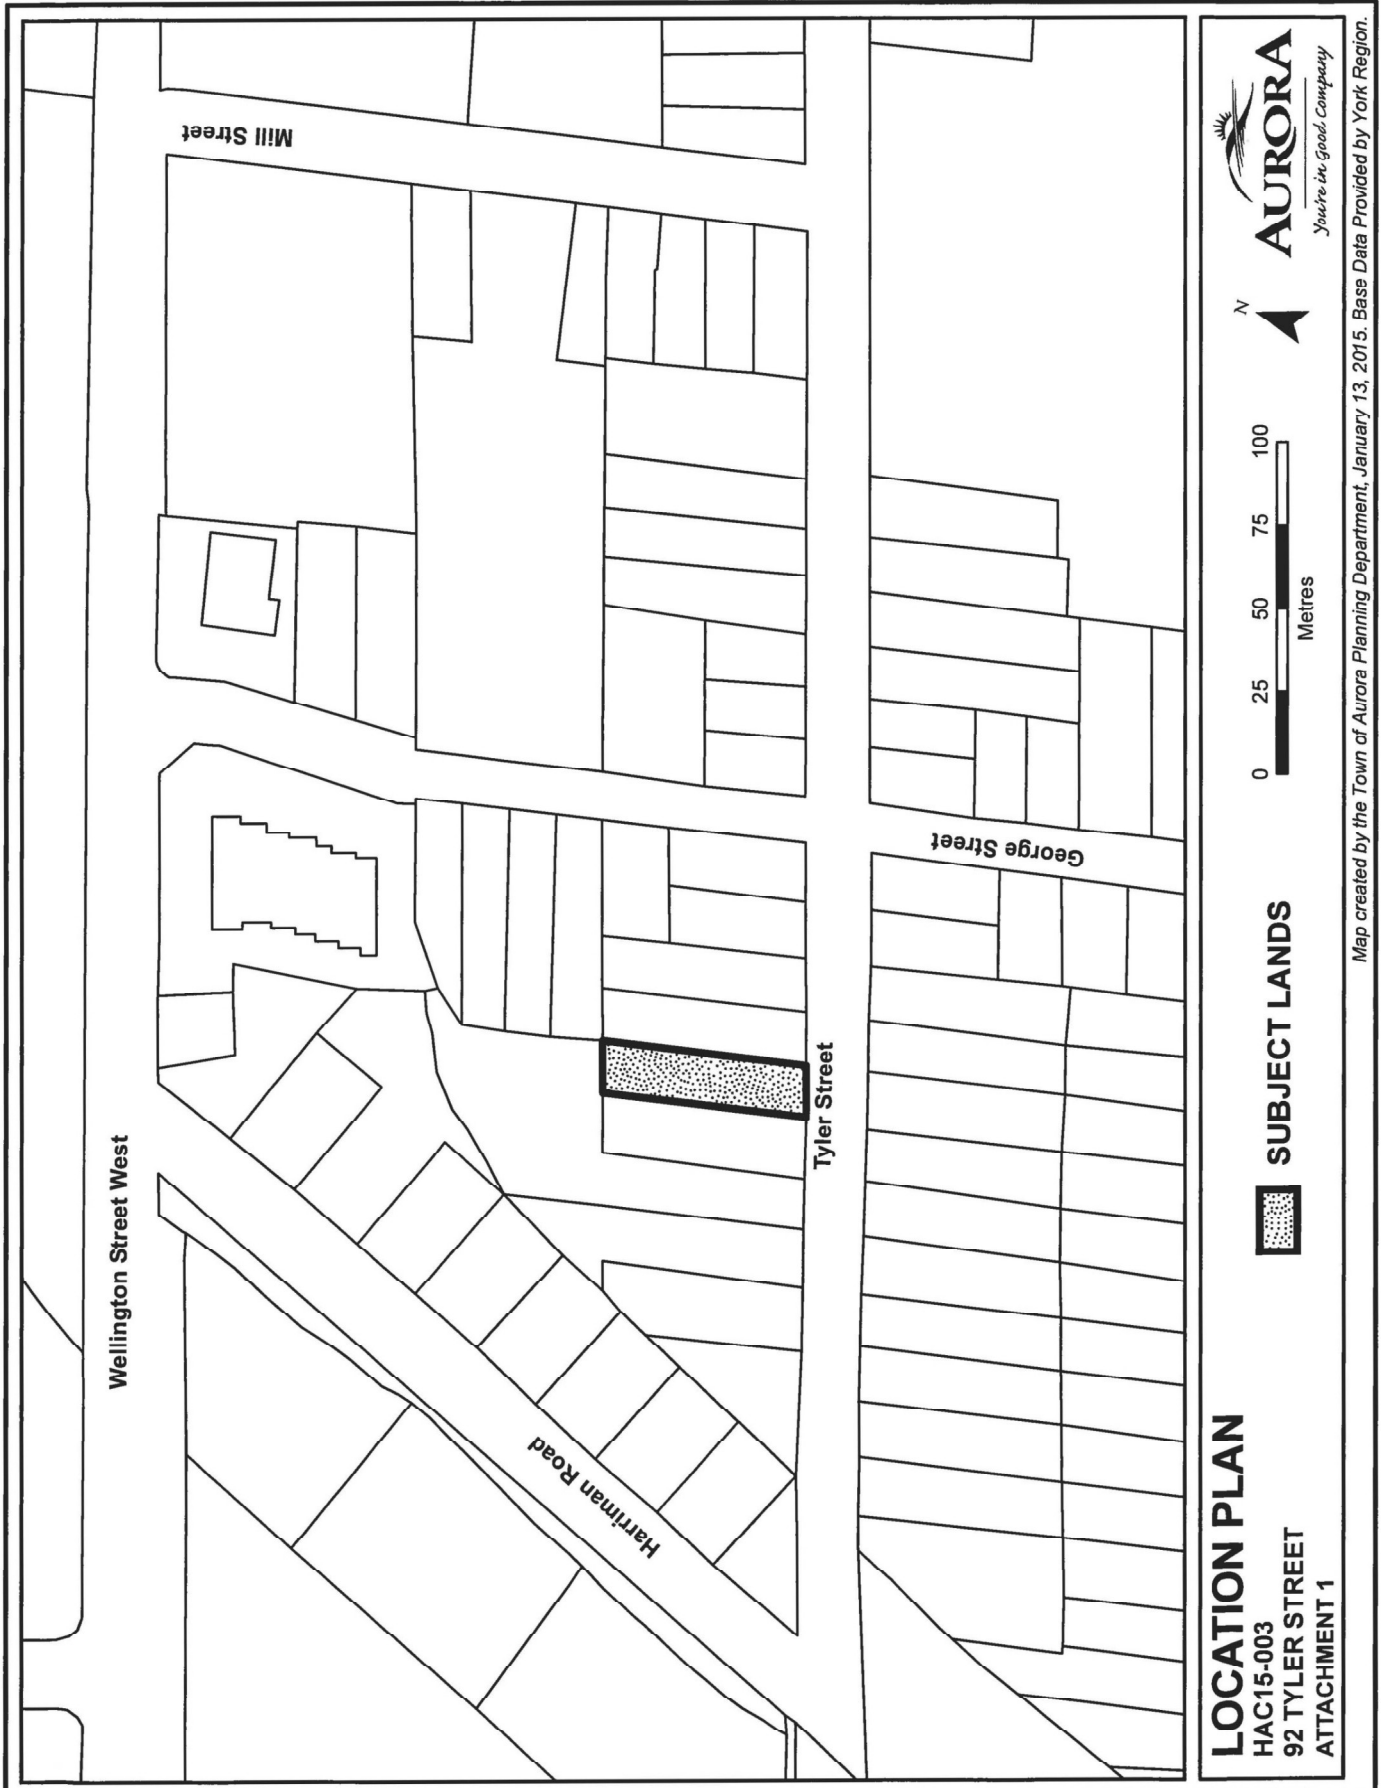 Wellington Street West
Mill Street
Harriman Road
Tyler Street
George Street
LOCATION PLAN
HAC15-003
92 TYLER STREET
ATTACHMENT 1
SUBJECT LANDS
0 25 50 75 100
Metres
N
AURORA
You're in Good Company
Map created by the Town of Aurora Planning Department, January 13, 2015. Base Data Provided by York Region.